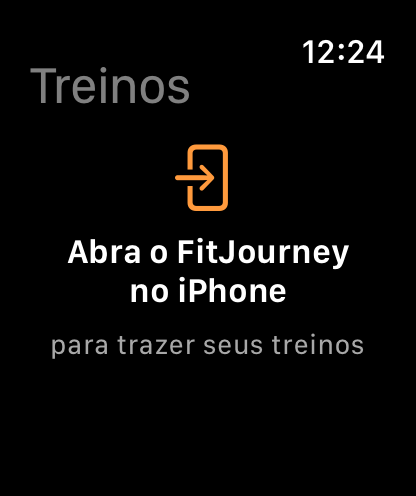 12:24
Treinos
Abra o FitJourney
no iPhone
para trazer seus treinos